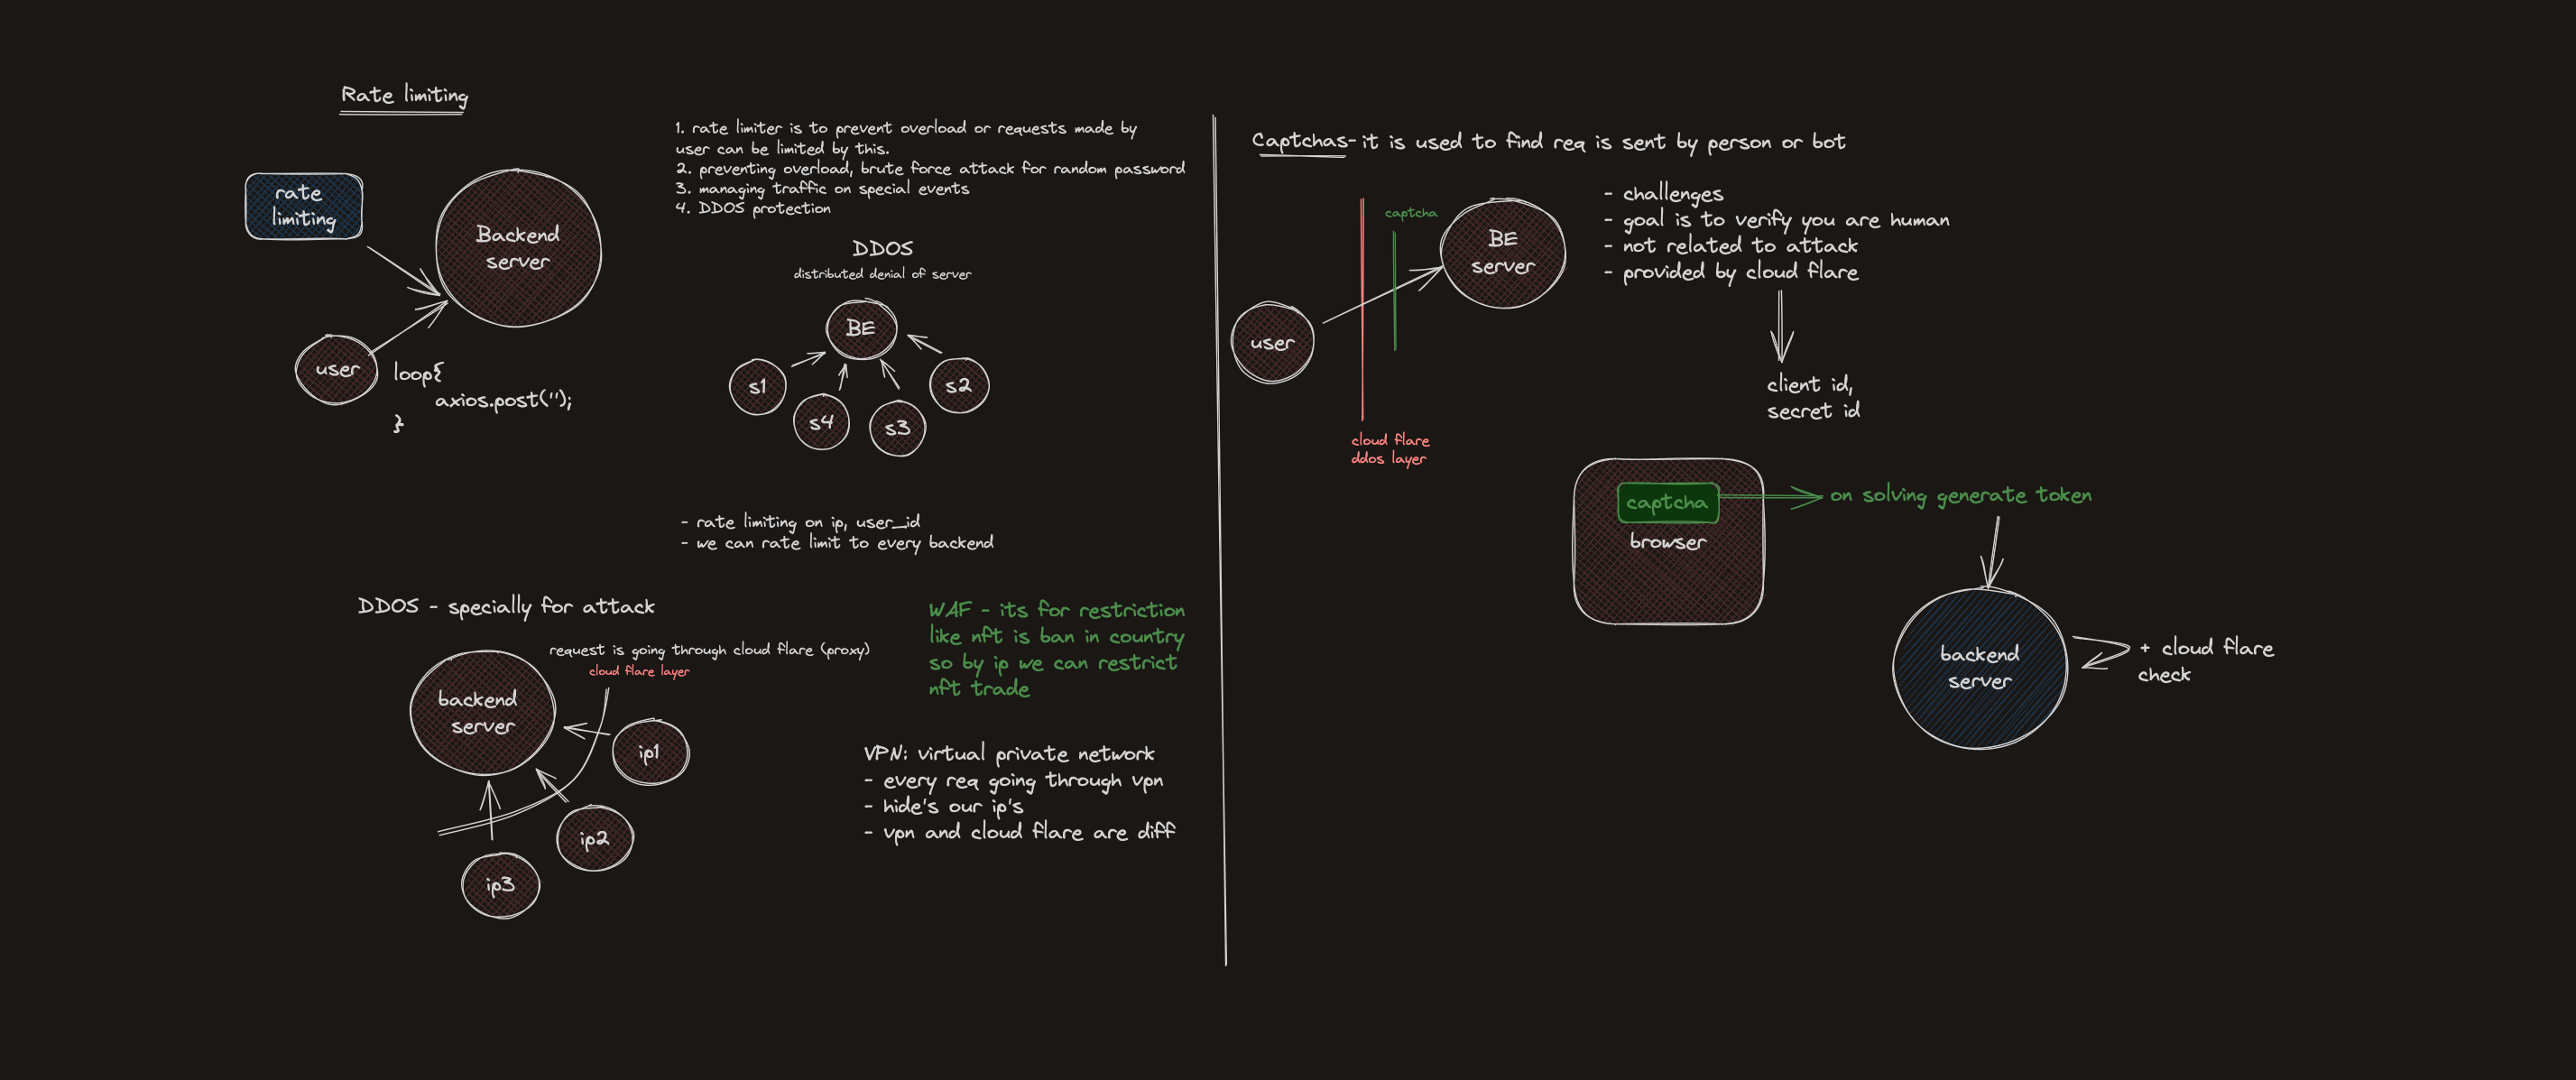 Rate limiting
rate
limiting
Backend
server
user
loop{
axios.post('');
}
1. rate limiter is to prevent overload or requests made by
user can be limited by this.
2. preventing overload, brute force attack for random password
3. managing traffic on special events
4. DDOS protection
DDOS
distributed denial of server
BE
s1
s4
s3
s2
- rate limiting on ip, user_id
- we can rate limit to every backend
DDOS - specially for attack
request is going through cloud flare (proxy)
cloud flare layer
backend
server
ip1
ip2
ip3
WAF - its for restriction
like nft is ban in country
so by ip we can restrict
nft trade
VPN: virtual private network
- every req going through vpn
- hide's our ip's
- vpn and cloud flare are diff
Captchas- it is used to find req is sent by person or bot
captcha
BE
server
user
cloud flare
ddos layer
- challenges
- goal is to verify you are human
- not related to attack
- provided by cloud flare
client id,
secret id
captcha
browser
on solving generate token
backend
server
+ cloud flare
check